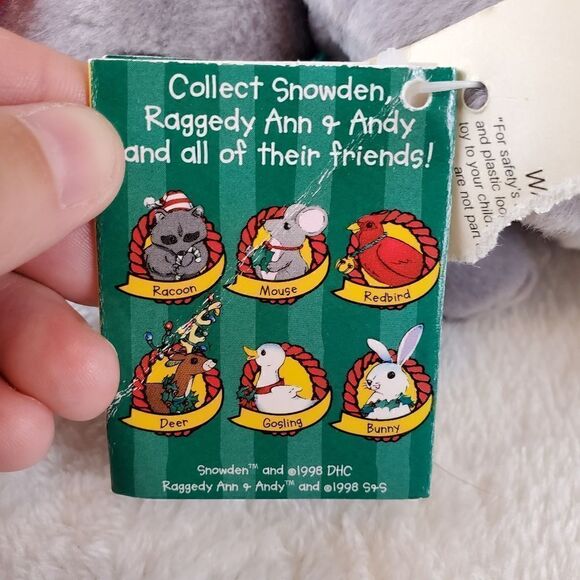 Collect Snowden,
Raggedy Ann & Andy
and all of their friends!
Racoon
Mouse
Redbird
Deer
Gosling
Bunny
Snowden™ and ©1998 DHC
Raggedy Ann & Andy™ and ©1998 S&S
W
"For safety's
and plastic loo
toy to your child.
are not part